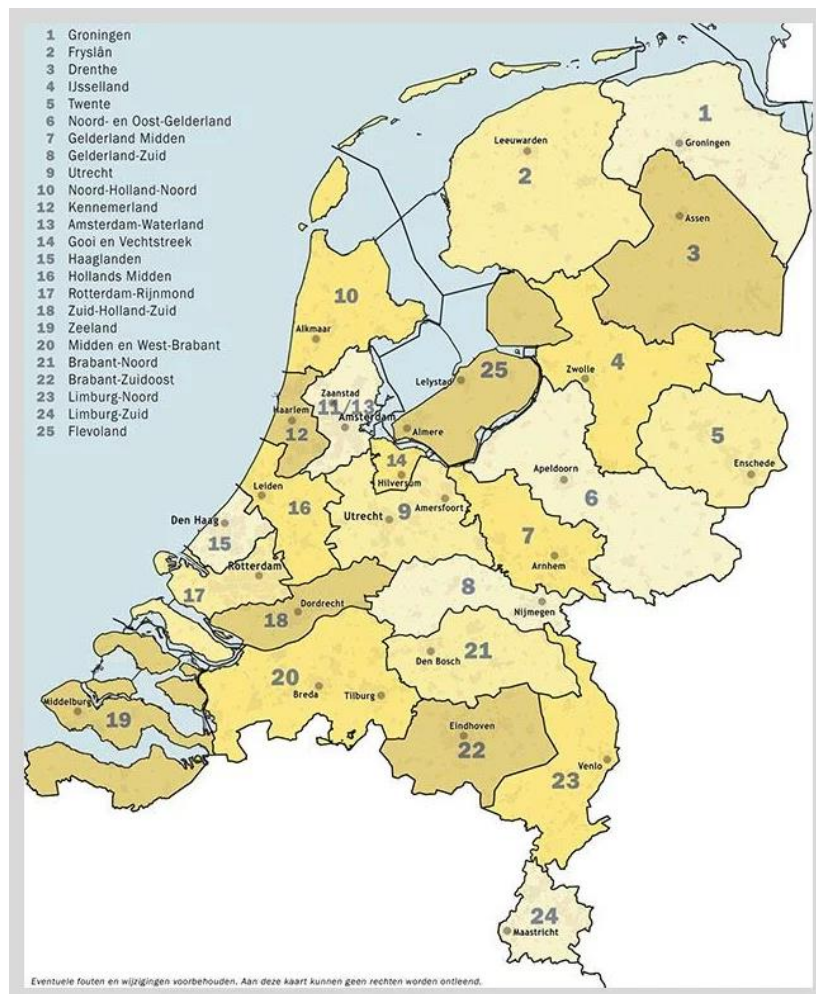 1 Groningen
2 Fryslân
3 Drenthe
4 IJsselland
5 Twente
6 Noord- en Oost-Gelderland
7 Gelderland Midden
8 Gelderland-Zuid
9 Utrecht
10 Noord-Holland-Noord
12 Kennemerland
13 Amsterdam-Waterland
14 Gooi en Vechtstreek
15 Haaglanden
16 Hollands Midden
17 Rotterdam-Rijnmond
18 Zuid-Holland-Zuid
19 Zeeland
20 Midden en West-Brabant
21 Brabant-Noord
22 Brabant-Zuidoost
23 Limburg-Noord
24 Limburg-Zuid
25 Flevoland
1
Groningen
Leeuwarden
2
Assen
3
10
Alkmaar
Zwolle
4
Lelystad
25
Zaanstad
11/13
Amsterdam
Haarlem
12
Almere
5
Enschede
14
Hilversum
Apeldoorn
6
Leiden
16
Utrecht
9
Amersfoort
Den Haag
15
7
Arnhem
Rotterdam
17
8
Nijmegen
Dordrecht
18
Den Bosch
21
20
Breda
Tilburg
Middelburg
19
Eindhoven
22
Venlo
23
24
Maastricht
Eventuele fouten en wijzigingen voorbehouden. Aan deze kaart kunnen geen rechten worden ontleend.